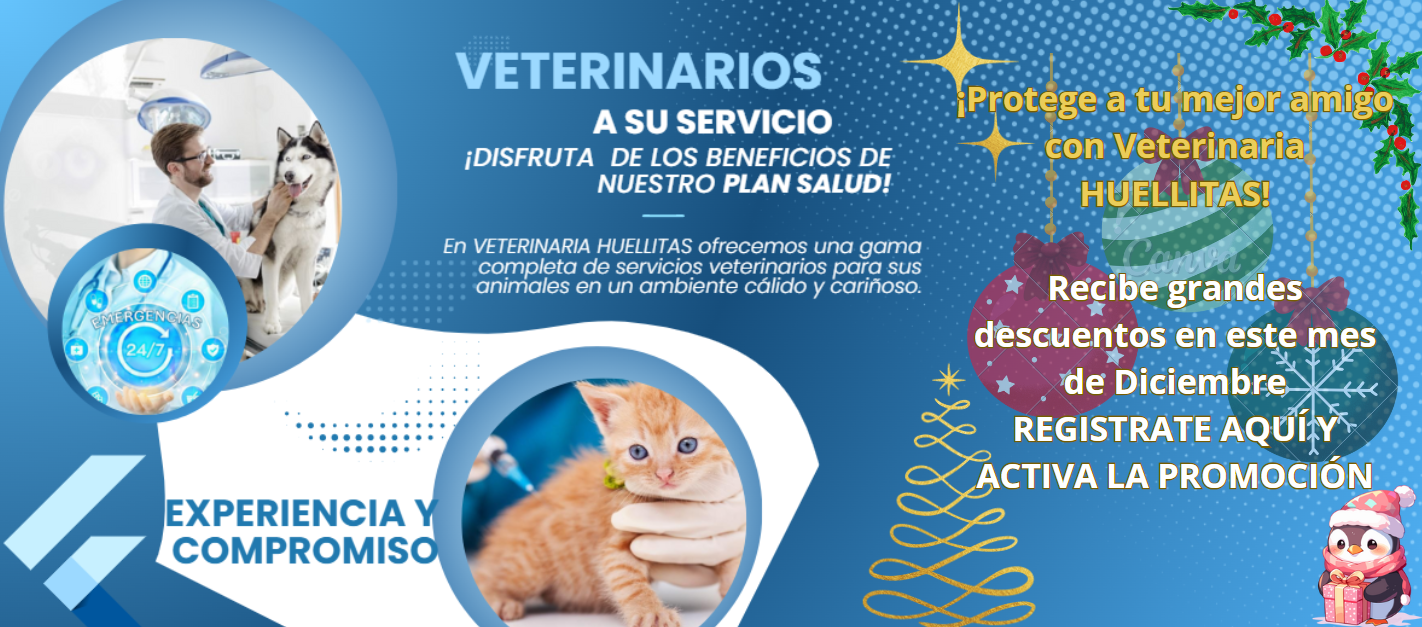 VETERINARIOS
A SU SERVICIO
¡DISFRUTA DE LOS BENEFICIOS DE
NUESTRO PLAN SALUD!
En VETERINARIA HUELLITAS ofrecemos una gama
completa de servicios veterinarios para sus
animales en un ambiente cálido y cariñoso.
EMERGENCIAS
24/7
EXPERIENCIA Y
COMPROMISO
¡Protege a tu mejor amigo
con Veterinaria
HUELLITAS!
Canva
Recibe grandes
descuentos en este mes
de Diciembre
REGISTRATE AQUÍ Y
ACTIVA LA PROMOCIÓN